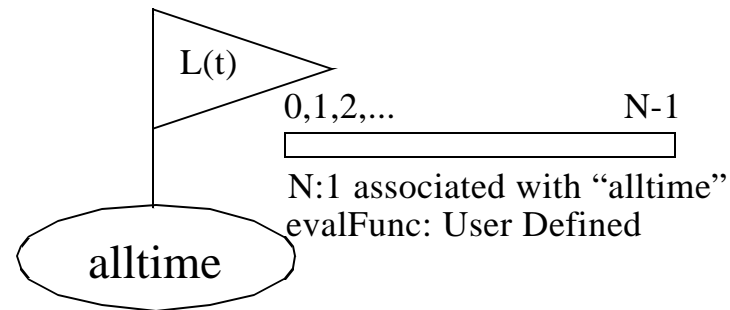 L(t)
0,1,2,... N-1
N:1 associated with “alltime”
evalFunc: User Defined
alltime